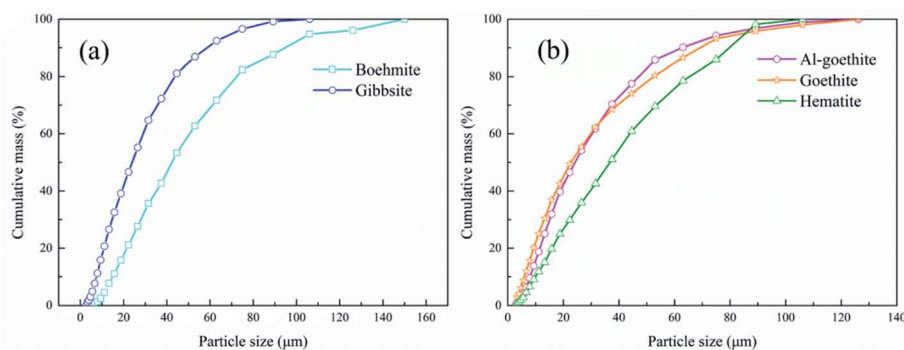 (a)
Boehmite
Gibbsite
100
80
60
40
20
0
Cumulative mass (%)
0 20 40 60 80 100 120 140 160
Particle size (μm)
(b)
Al-goethite
Goethite
Hematite
100
80
60
40
20
0
Cumulative mass (%)
0 20 40 60 80 100 120 140
Particle size (μm)